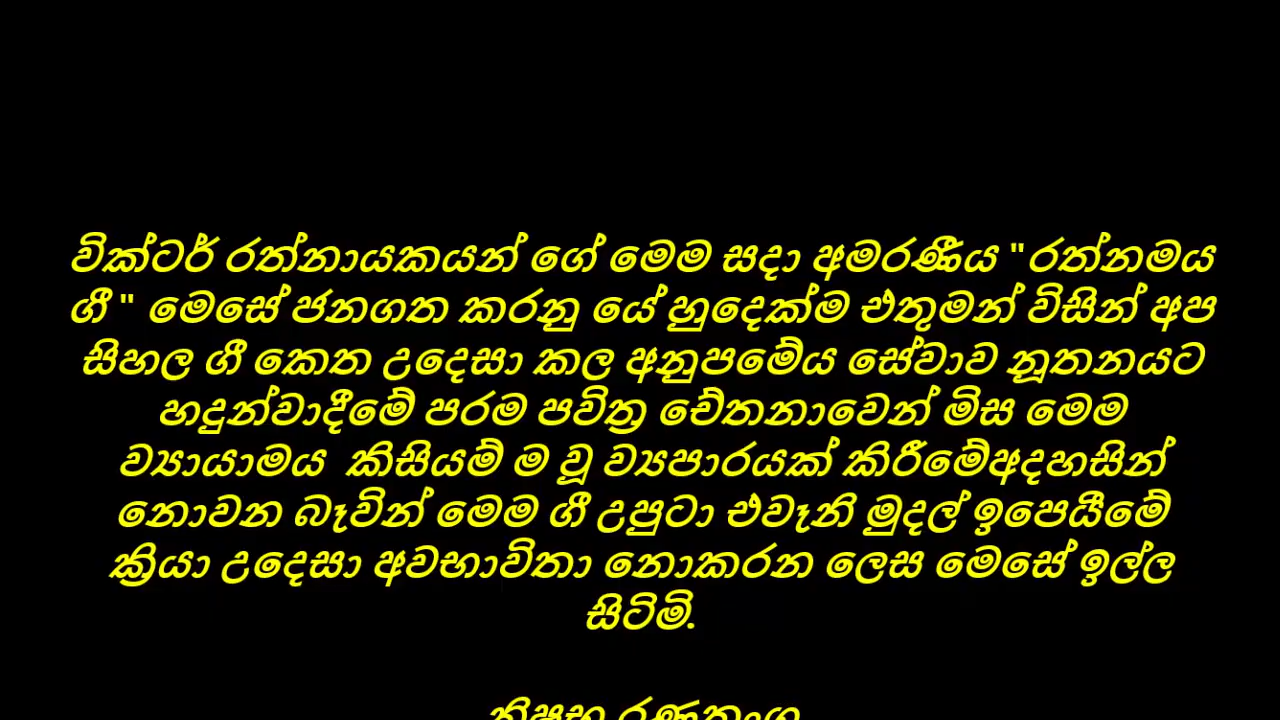 වික්ටර් රත්නායකයන් ගේ මෙම සදා අමරණීය "රත්නමය
ගී " මෙසේ ජනගත කරනු යේ හුදෙක්ම එතුමන් විසින් අප
සිහල ගී කෙත උදෙසා කල අනුපමේය සේවාව නූතනයට
හදුන්වාදීමේ පරම පවිත්‍ර චේතනාවෙන් මිස මෙම
ව්‍යායාමය  කිසියම් ම වූ ව්‍යපාරයක් කිරීමේඅදහසින්
නොවන බැවින් මෙම ගී උපුටා එවැනි මුදල් ඉපෙයීමේ
ක්‍රියා උදෙසා අවභාවිතා නොකරන ලෙස මෙසේ ඉල්ල
සිටිමි.